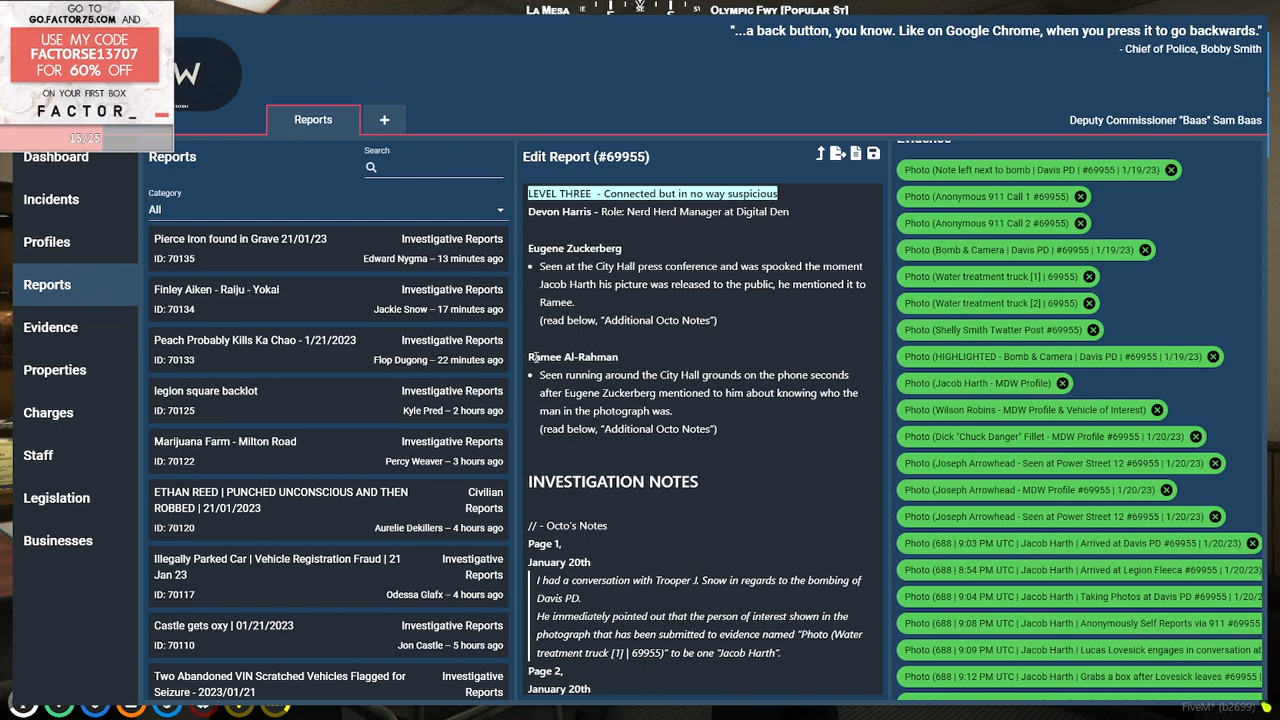 GO TO
GO.FACTOR75.COM AND
USE MY CODE
FACTORSE13707
FOR 60% OFF
ON YOUR FIRST BOX
FACTOR_
15/25
La Mesa
E
Olympic Fwy [Popular St]
"...a back button, you know. Like on Google Chrome, when you press it to go backwards."
- Chief of Police, Bobby Smith
W
Reports
+
Deputy Commissioner "Baas" Sam Baas
Dashboard
Incidents
Profiles
Reports
Evidence
Properties
Charges
Staff
Legislation
Businesses
Reports
Search
Category
All
Pierce Iron found in Grave 21/01/23
Investigative Reports
ID: 70135
Edward Nygma – 13 minutes ago
Finley Aiken - Raiju - Yokai
Investigative Reports
ID: 70134
Jackie Snow – 17 minutes ago
Peach Probably Kills Ka Chao - 1/21/2023
Investigative Reports
ID: 70133
Flop Dugong – 22 minutes ago
legion square backlot
Investigative Reports
ID: 70125
Kyle Pred – 2 hours ago
Marijuana Farm - Milton Road
Investigative Reports
ID: 70122
Percy Weaver – 3 hours ago
ETHAN REED | PUNCHED UNCONSCIOUS AND THEN
ROBBED | 21/01/2023
Civilian
Reports
ID: 70120
Aurelie Dekillers – 4 hours ago
Illegally Parked Car | Vehicle Registration Fraud | 21
Jan 23
Investigative
Reports
ID: 70117
Odessa Glafx – 4 hours ago
Castle gets oxy | 01/21/2023
Investigative Reports
ID: 70110
Jon Castle – 5 hours ago
Two Abandoned VIN Scratched Vehicles Flagged for
Seizure - 2023/01/21
Investigative
Reports
Edit Report (#69955)
LEVEL THREE - Connected but in no way suspicious
Devon Harris - Role: Nerd Herd Manager at Digital Den
Eugene Zuckerberg
• Seen at the City Hall press conference and was spooked the moment
Jacob Harth his picture was released to the public, he mentioned it to
Ramee.
(read below, "Additional Octo Notes")
Ramee Al-Rahman
• Seen running around the City Hall grounds on the phone seconds
after Eugene Zuckerberg mentioned to him about knowing who the
man in the photograph was.
(read below, "Additional Octo Notes")
INVESTIGATION NOTES
// - Octo's Notes
Page 1,
January 20th
I had a conversation with Trooper J. Snow in regards to the bombing of
Davis PD.
He immediately pointed out that the person of interest shown in the
photograph that has been submitted to evidence named "Photo (Water
treatment truck [1] | 69955)" to be one "Jacob Harth".
Page 2,
January 20th
Evidence
Photo (Note left next to bomb | Davis PD | #69955 | 1/19/23)
Photo (Anonymous 911 Call 1 #69955)
Photo (Anonymous 911 Call 2 #69955)
Photo (Bomb & Camera | Davis PD | #69955 | 1/19/23)
Photo (Water treatment truck [1] | 69955)
Photo (Water treatment truck [2] | 69955)
Photo (Shelly Smith Twatter Post #69955)
Photo (HIGHLIGHTED - Bomb & Camera | Davis PD | #69955 | 1/19/23)
Photo (Jacob Harth - MDW Profile)
Photo (Wilson Robins - MDW Profile & Vehicle of Interest)
Photo (Dick "Chuck Danger" Fillet - MDW Profile #69955 | 1/20/23)
Photo (Joseph Arrowhead - Seen at Power Street 12 #69955 | 1/20/23)
Photo (Joseph Arrowhead - MDW Profile #69955 | 1/20/23)
Photo (Joseph Arrowhead - Seen at Power Street 12 #69955 | 1/20/23)
Photo (688 | 9:03 PM UTC | Jacob Harth | Arrived at Davis PD #69955 | 1/20/23)
Photo (688 | 8:54 PM UTC | Jacob Harth | Arrived at Legion Fleeca #69955 | 1/20/23)
Photo (688 | 9:04 PM UTC | Jacob Harth | Taking Photos at Davis PD #69955 | 1/20/2
Photo (688 | 9:08 PM UTC | Jacob Harth | Anonymously Self Reports via 911 #69955
Photo (688 | 9:09 PM UTC | Jacob Harth | Lucas Lovesick engages in conversation at
Photo (688 | 9:12 PM UTC | Jacob Harth | Grabs a box after Lovesick leaves #69955 |
FiveM* (b2699)